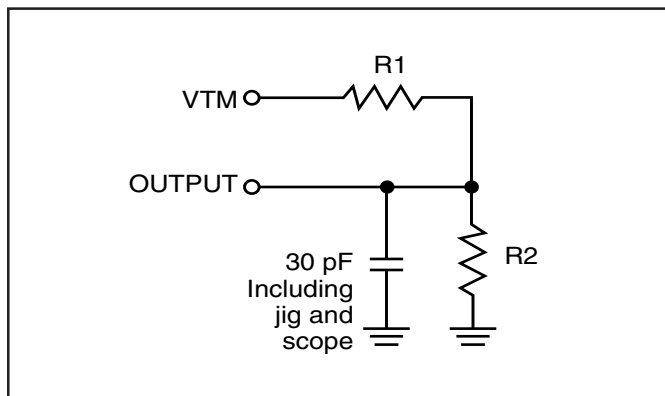 R1
VTM
OUTPUT
30 pF
Including
jig and
scope
R2